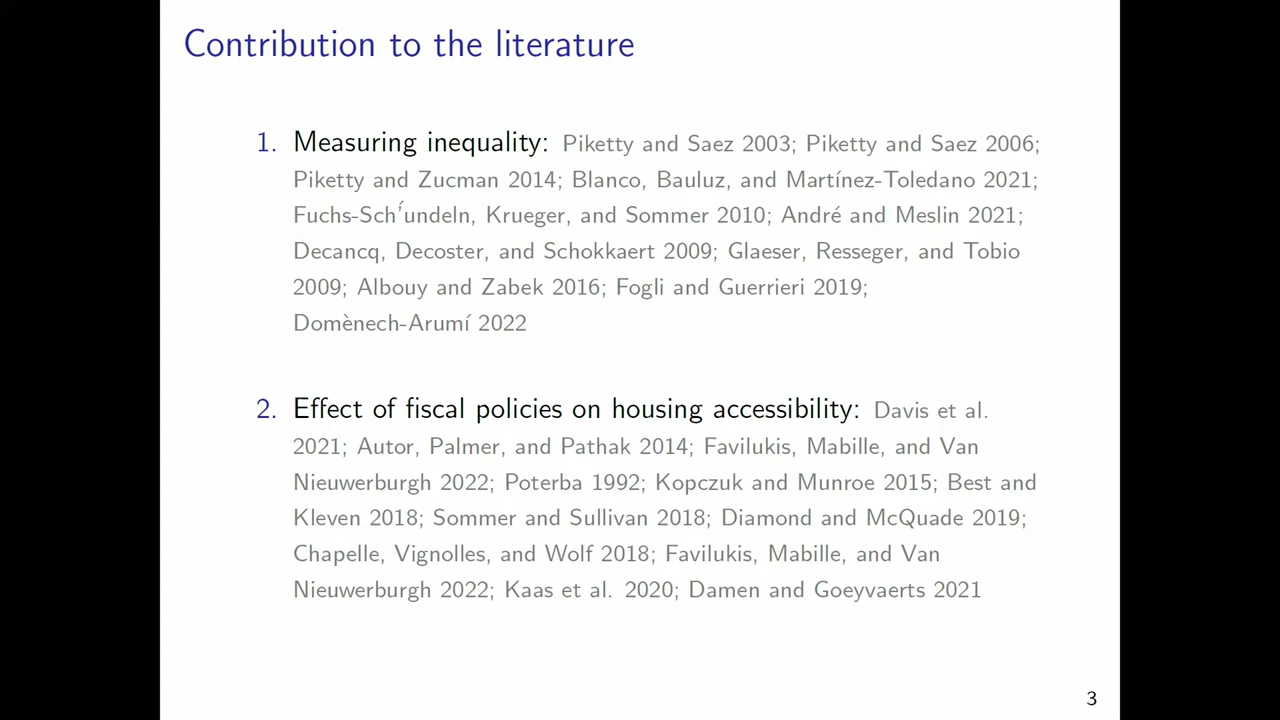 Contribution to the literature
1. Measuring inequality: Piketty and Saez 2003; Piketty and Saez 2006;
Piketty and Zucman 2014; Blanco, Bauluz, and Martínez-Toledano 2021;
Fuchs-Sch´undeln, Krueger, and Sommer 2010; André and Meslin 2021;
Decancq, Decoster, and Schokkaert 2009; Glaeser, Resseger, and Tobio
2009; Albouy and Zabek 2016; Fogli and Guerrieri 2019;
Domènech-Arumí 2022
2. Effect of fiscal policies on housing accessibility: Davis et al.
2021; Autor, Palmer, and Pathak 2014; Favilukis, Mabille, and Van
Nieuwerburgh 2022; Poterba 1992; Kopczuk and Munroe 2015; Best and
Kleven 2018; Sommer and Sullivan 2018; Diamond and McQuade 2019;
Chapelle, Vignolles, and Wolf 2018; Favilukis, Mabille, and Van
Nieuwerburgh 2022; Kaas et al. 2020; Damen and Goeyvaerts 2021
3